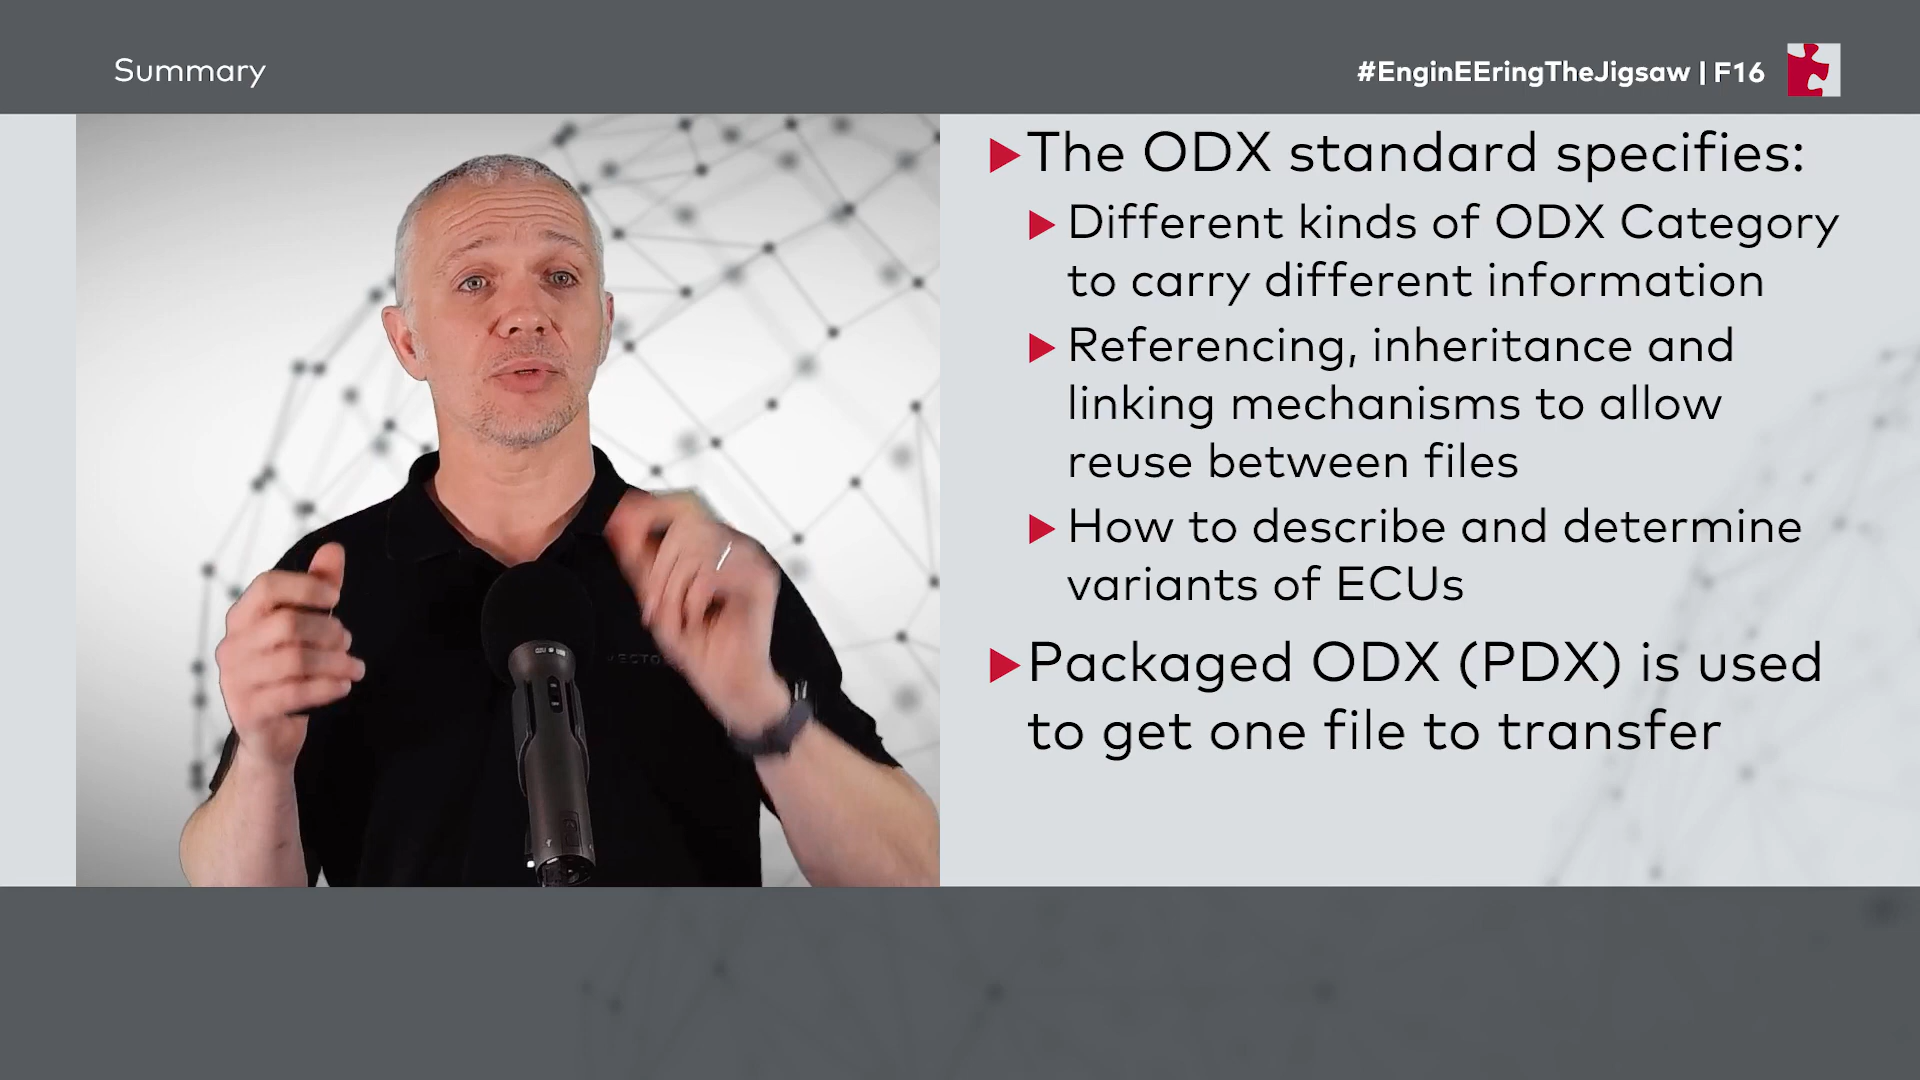 Summary
#EnginEEringTheJigsaw | F16
The ODX standard specifies:
Different kinds of ODX Category
to carry different information
Referencing, inheritance and
linking mechanisms to allow
reuse between files
How to describe and determine
variants of ECUs
Packaged ODX (PDX) is used
to get one file to transfer